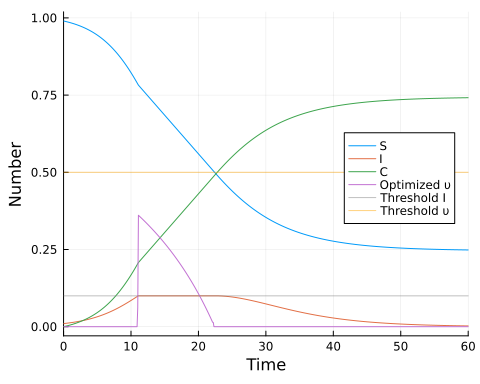 1.00
0.75
0.50
0.25
0.00
Number
S
I
C
Optimized υ
Threshold I
Threshold υ
0 10 20 30 40 50 60
Time